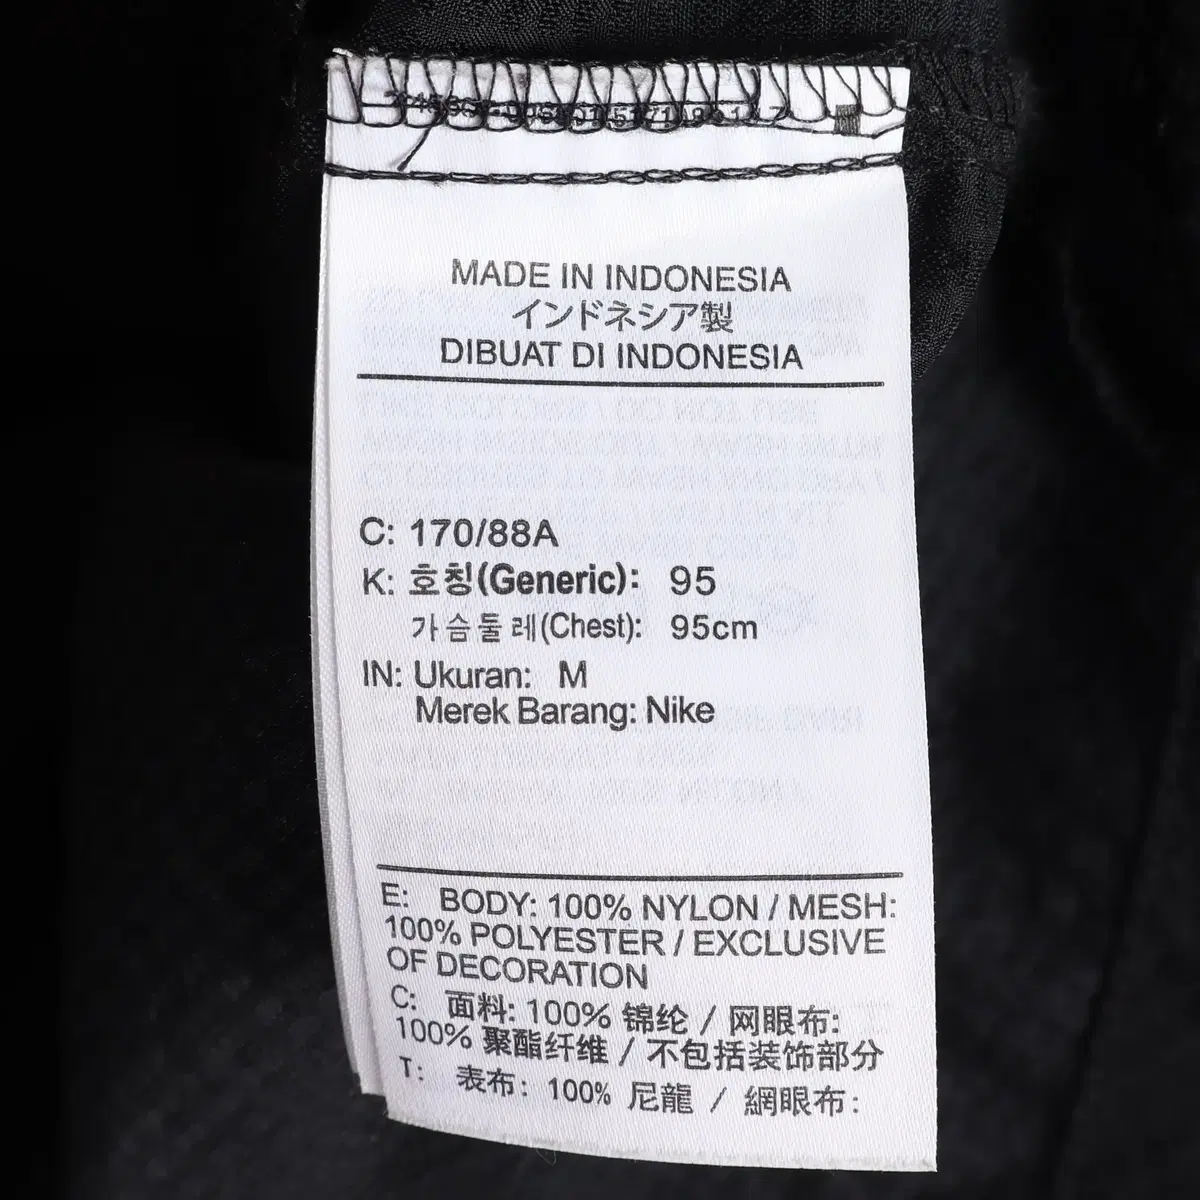 MADE IN INDONESIA
インドネシア製
DIBUAT DI INDONESIA
C: 170/88A
K: 호칭(Generic): 95
가슴둘레(Chest): 95cm
IN: Ukuran: M
Merek Barang: Nike
E: BODY: 100% NYLON / MESH:
100% POLYESTER / EXCLUSIVE
OF DECORATION
C: 面料: 100% 锦纶 / 网眼布:
100% 聚酯纤维 / 不包括装饰部分
T: 表布: 100% 尼龍 / 網眼布: